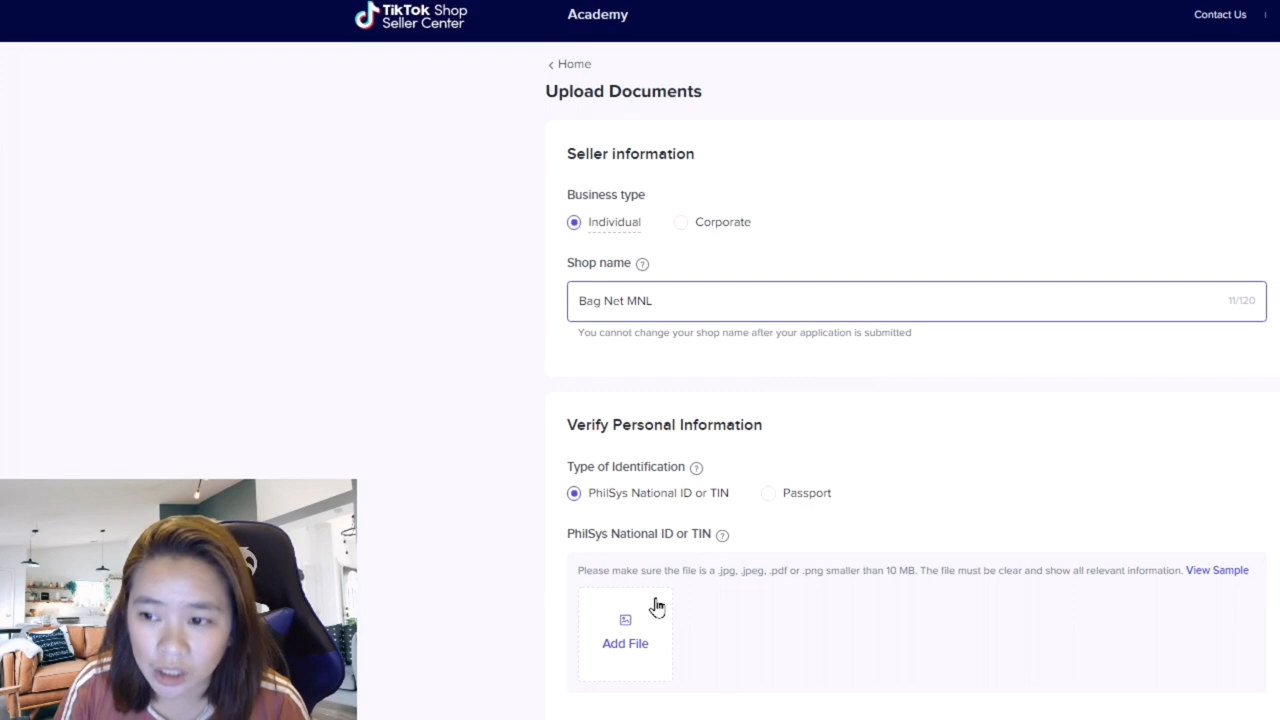 TikTok Shop
Seller Center
Academy
Contact Us
Home
Upload Documents
Seller information
Business type
Individual
Corporate
Shop name ?
Bag Net MNL
11/120
You cannot change your shop name after your application is submitted
Verify Personal Information
Type of Identification ?
PhilSys National ID or TIN
Passport
PhilSys National ID or TIN ?
Please make sure the file is a .jpg, .jpeg, .pdf or .png smaller than 10 MB. The file must be clear and show all relevant information. View Sample
Add File